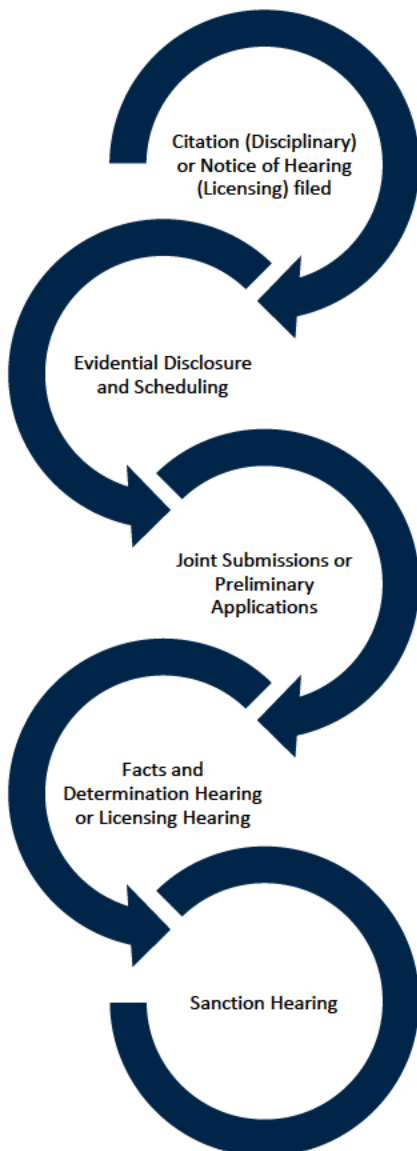 Citation (Disciplinary)
or Notice of Hearing
(Licensing) filed
Evidential Disclosure
and Scheduling
Joint Submissions or
Preliminary
Applications
Facts and
Determination Hearing
or Licensing Hearing
Sanction Hearing